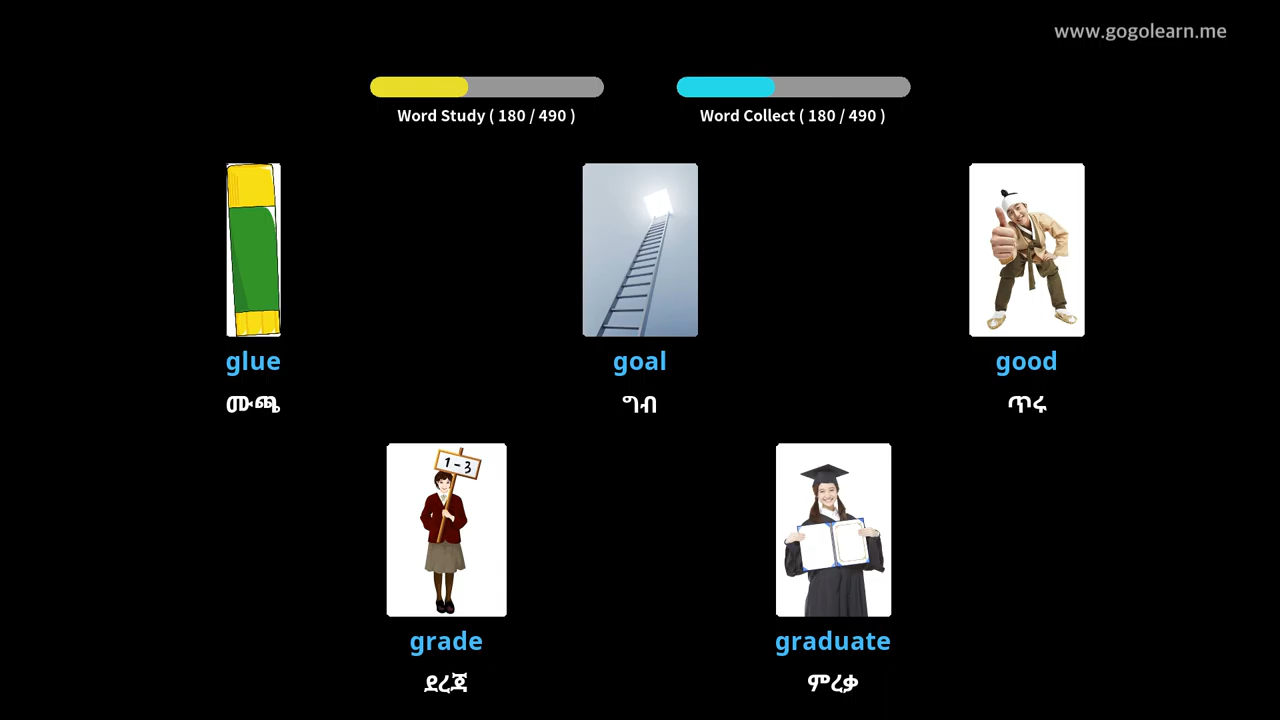 www.gogolearn.me
Word Study ( 180 / 490 )
Word Collect ( 180 / 490 )
glue
ሙጫ
goal
ግብ
good
ጥሩ
1 - 3
grade
ደረጃ
graduate
ምረቃ